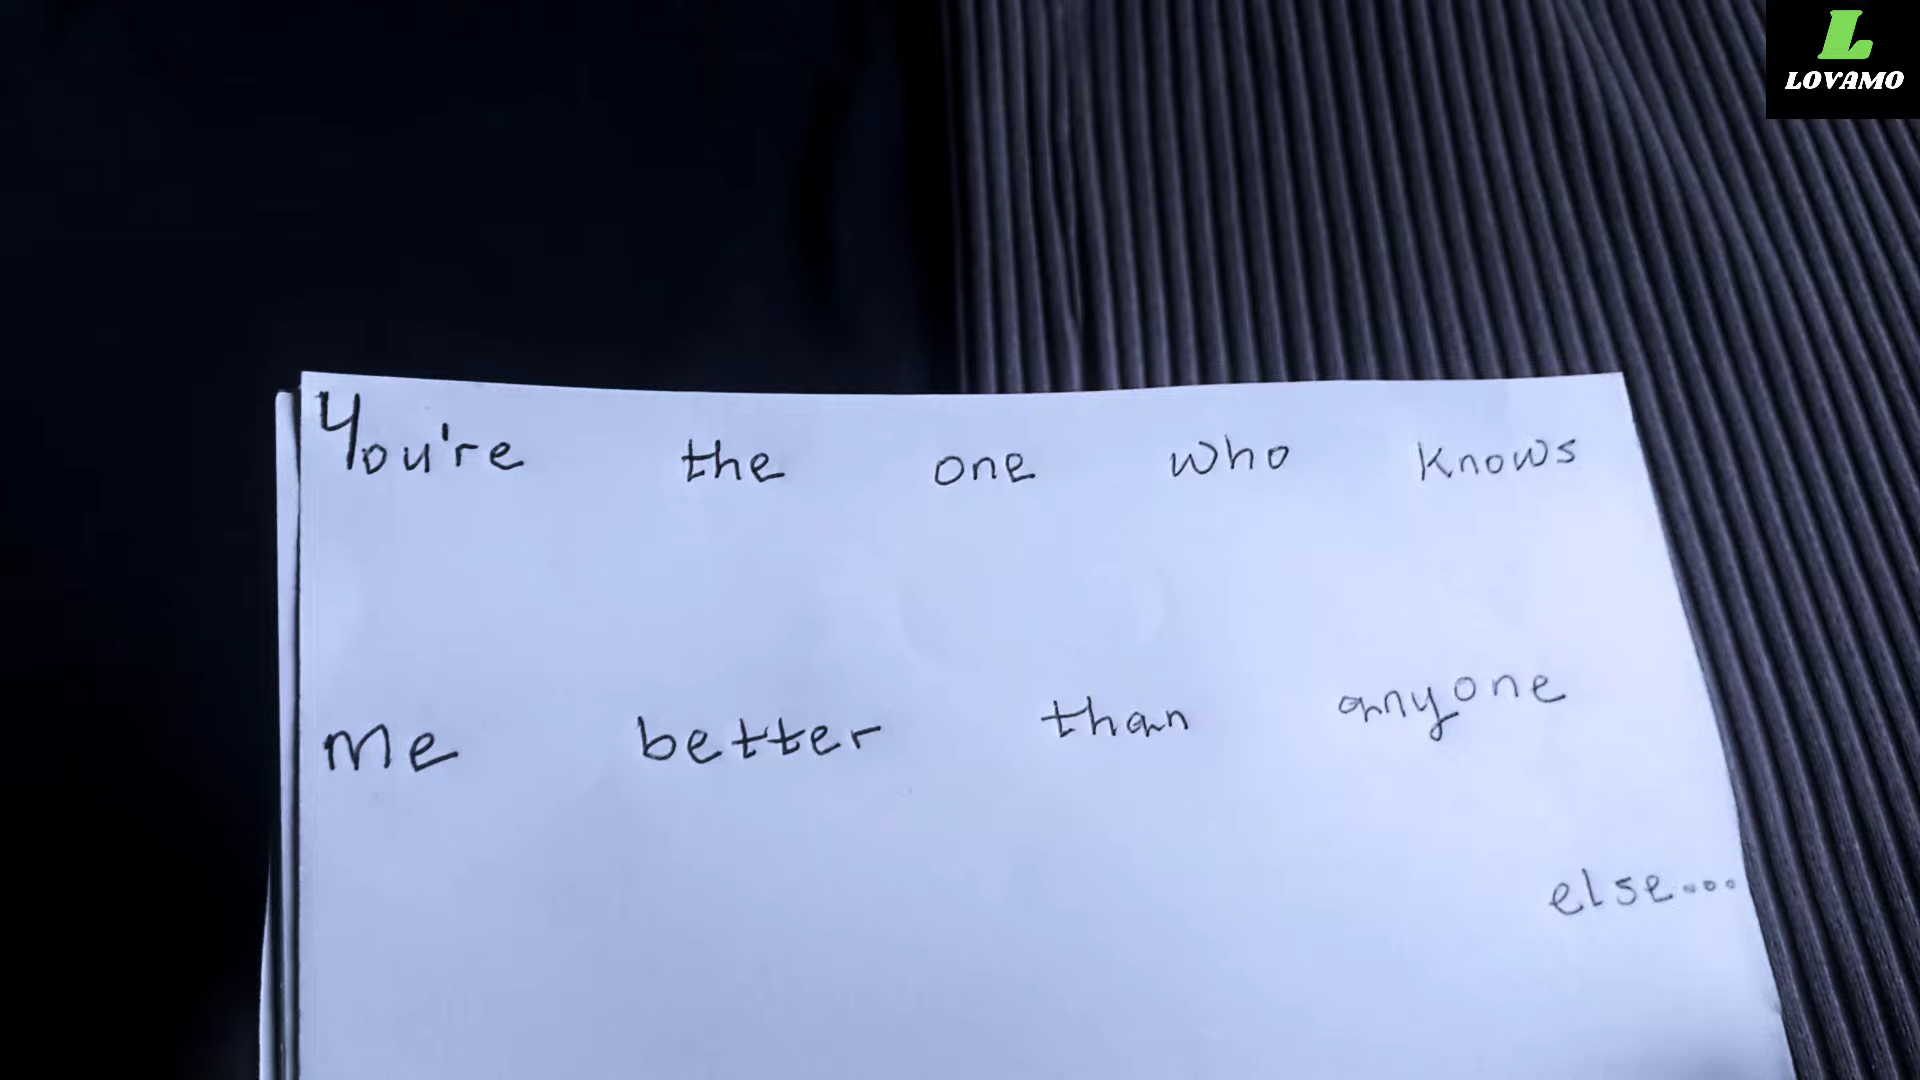 L
LOVAMO
You're the one who knows
me better than anyone
else...